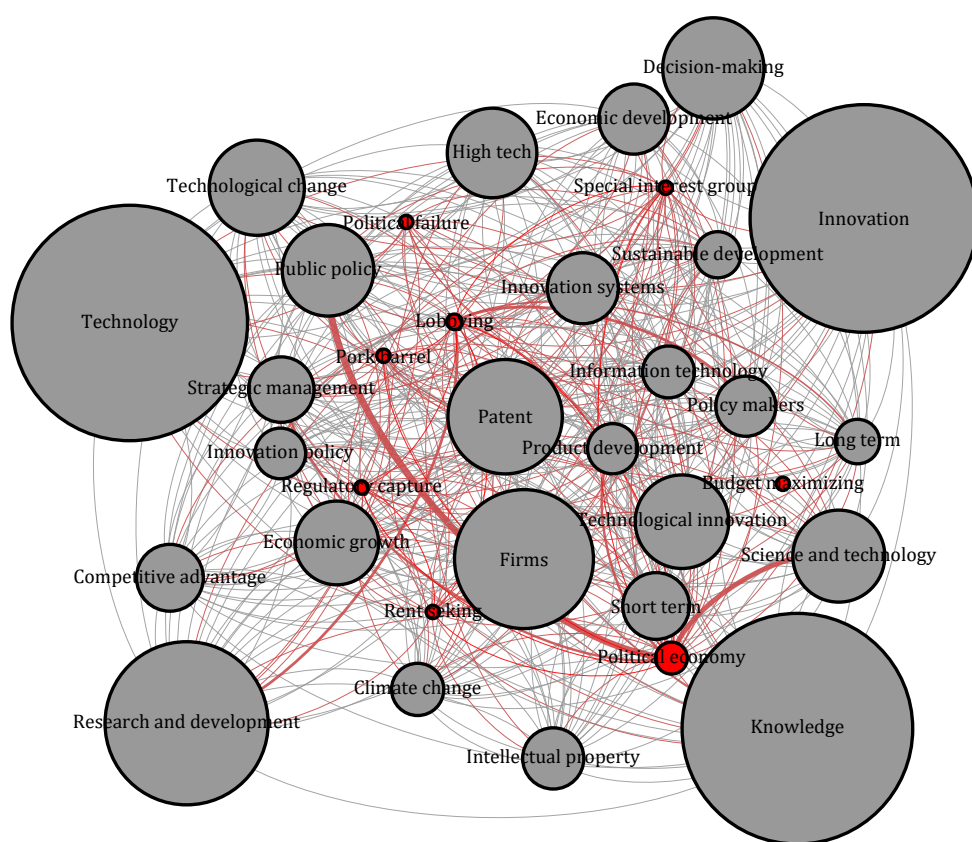 Decision-making
Economic development
High tech
Technological change
Special interest group
Innovation
Political failure
Sustainable development
Public policy
Innovation systems
Technology
Lobbying
Pork barrel
Information technology
Strategic management
Policy makers
Patent
Long term
Product development
Innovation policy
Regulatory capture
Budget maximizing
Technological innovation
Economic growth
Science and technology
Firms
Competitive advantage
Short term
Rent seking
Political economy
Climate change
Research and development
Knowledge
Intellectual property